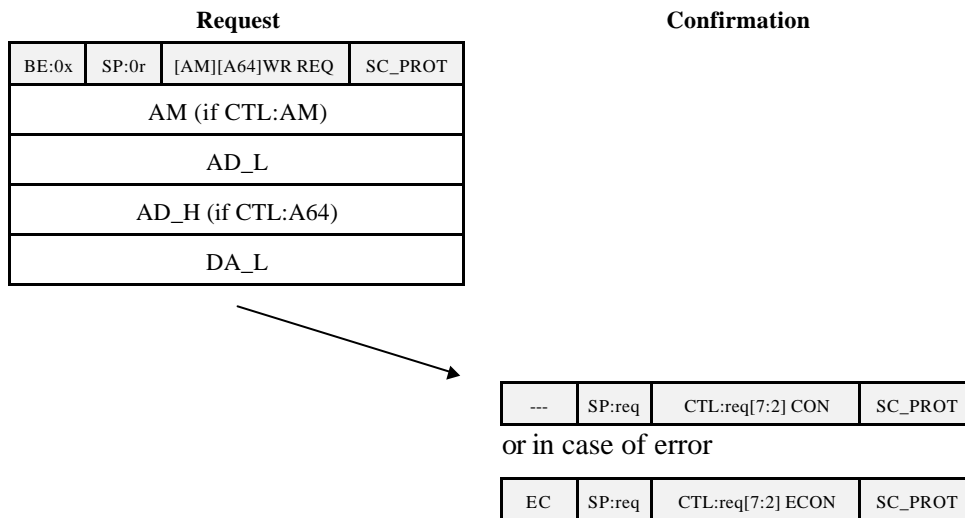 Request Confirmation
BE:0x SP:0r [AM][A64]WR REQ SC_PROT
AM (if CTL:AM)
AD_L
AD_H (if CTL:A64)
DA_L
--- SP:req CTL:req[7:2] CON SC_PROT
or in case of error
EC SP:req CTL:req[7:2] ECON SC_PROT